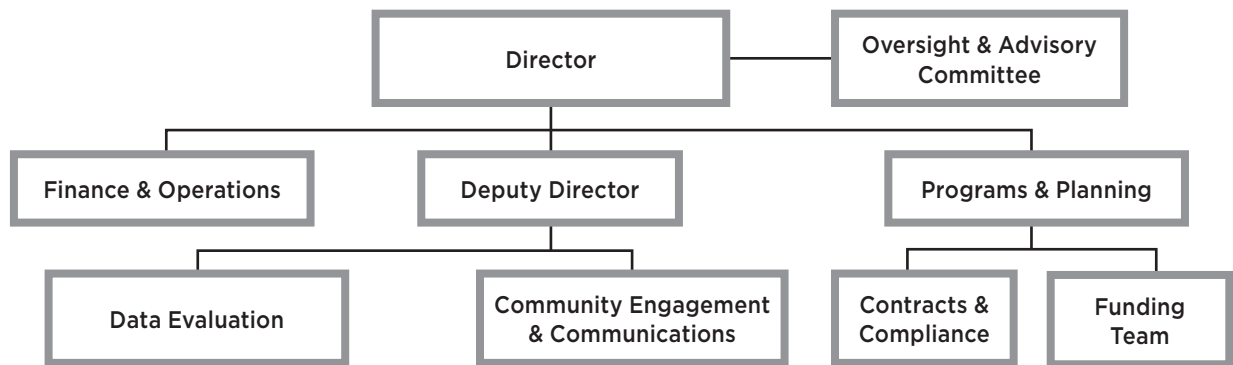 Director
Oversight & Advisory
Committee
Finance & Operations
Deputy Director
Programs & Planning
Data Evaluation
Community Engagement
& Communications
Contracts &
Compliance
Funding
Team